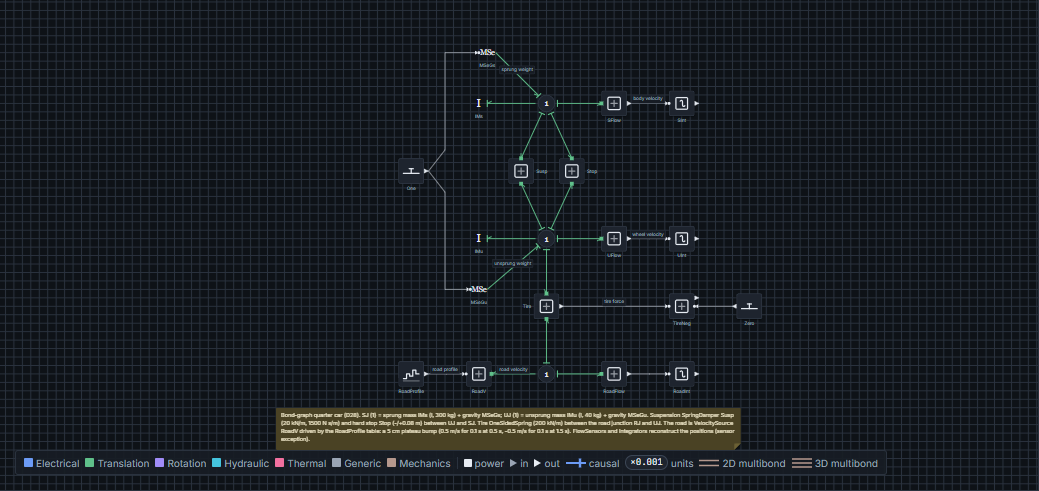 MSe
MSeGs
sprung weight
I
IMs
1
SFlow
body velocity
SInt
One
Susp
Stop
I
IMu
1
UFlow
wheel velocity
UInt
unsprung weight
MSe
MSeGu
Tire
tire force
TireNeg
Zero
RoadProfile
road profile
RoadV
road velocity
1
RoadFlow
RoadInt
Bond-graph quarter car (D28). SJ (1) = sprung mass IMs (I, 300 kg) + gravity MSeGs; UJ (1) = unsprung mass IMu (I, 40 kg) + gravity MSeGu. Suspension SpringDamper Susp
(20 kN/m, 1500 N s/m) and hard stop Stop (-/+0.08 m) between UJ and SJ. Tire OneSidedSpring (200 kN/m) between the road junction RJ and UJ. The road is VelocitySource
RoadV driven by the RoadProfile table: a 5 cm plateau bump (0.5 m/s for 0.1 s at 0.5 s, -0.5 m/s for 0.1 s at 1.5 s). FlowSensors and Integrators reconstruct the positions (sensor
exception).
Electrical Translation Rotation Hydraulic Thermal Generic Mechanics power in out causal ×0.001 units 2D multibond 3D multibond